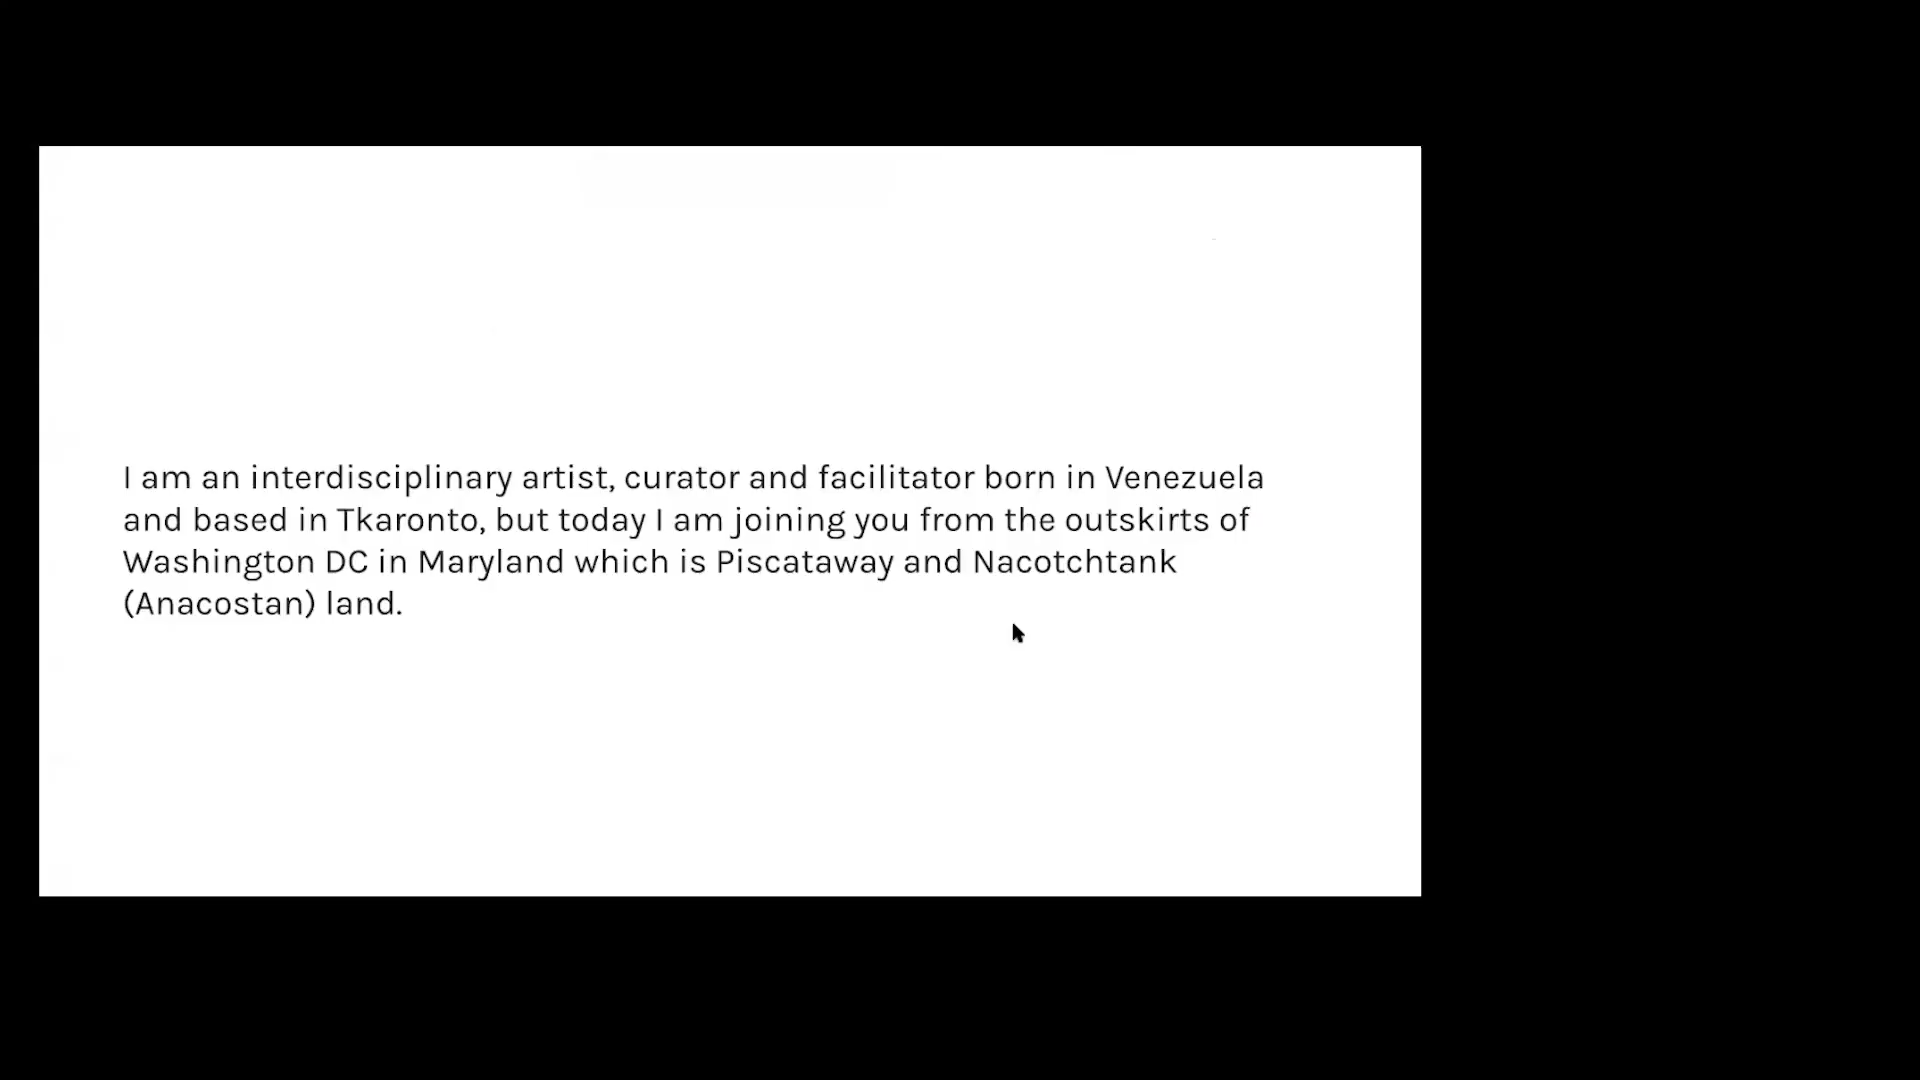 I am an interdisciplinary artist, curator and facilitator born in Venezuela
and based in Tkaronto, but today I am joining you from the outskirts of
Washington DC in Maryland which is Piscataway and Nacotchtank
(Anacostan) land.